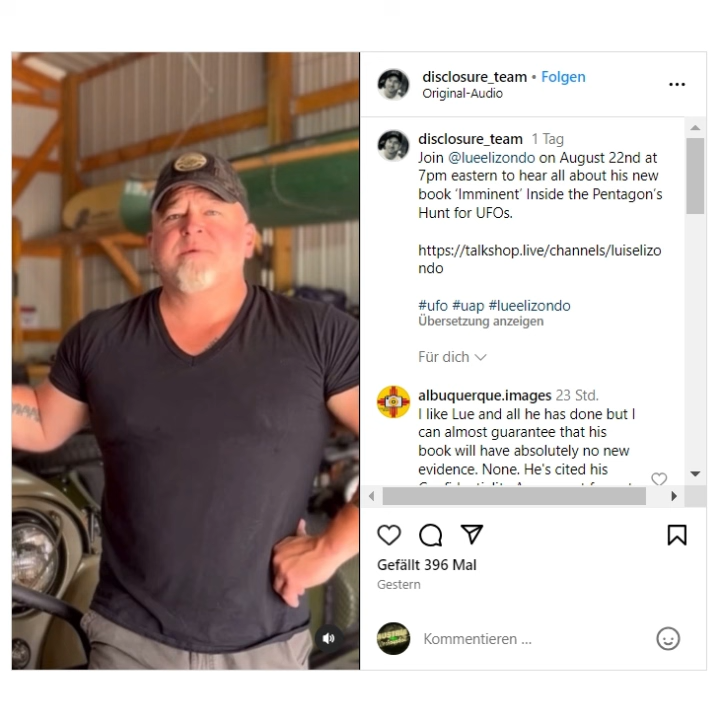 disclosure_team • Folgen
Original-Audio
disclosure_team 1 Tag
Join @lueelizondo on August 22nd at
7pm eastern to hear all about his new
book ‘Imminent’ Inside the Pentagon’s
Hunt for UFOs.
https://talkshop.live/channels/luiselizo
ndo
#ufo #uap #lueelizondo
Übersetzung anzeigen
Für dich
albuquerque.images 23 Std.
I like Lue and all he has done but I
can almost guarantee that his
book will have absolutely no new
evidence. None. He's cited his
Gefällt 396 Mal
Gestern
Kommentieren ...